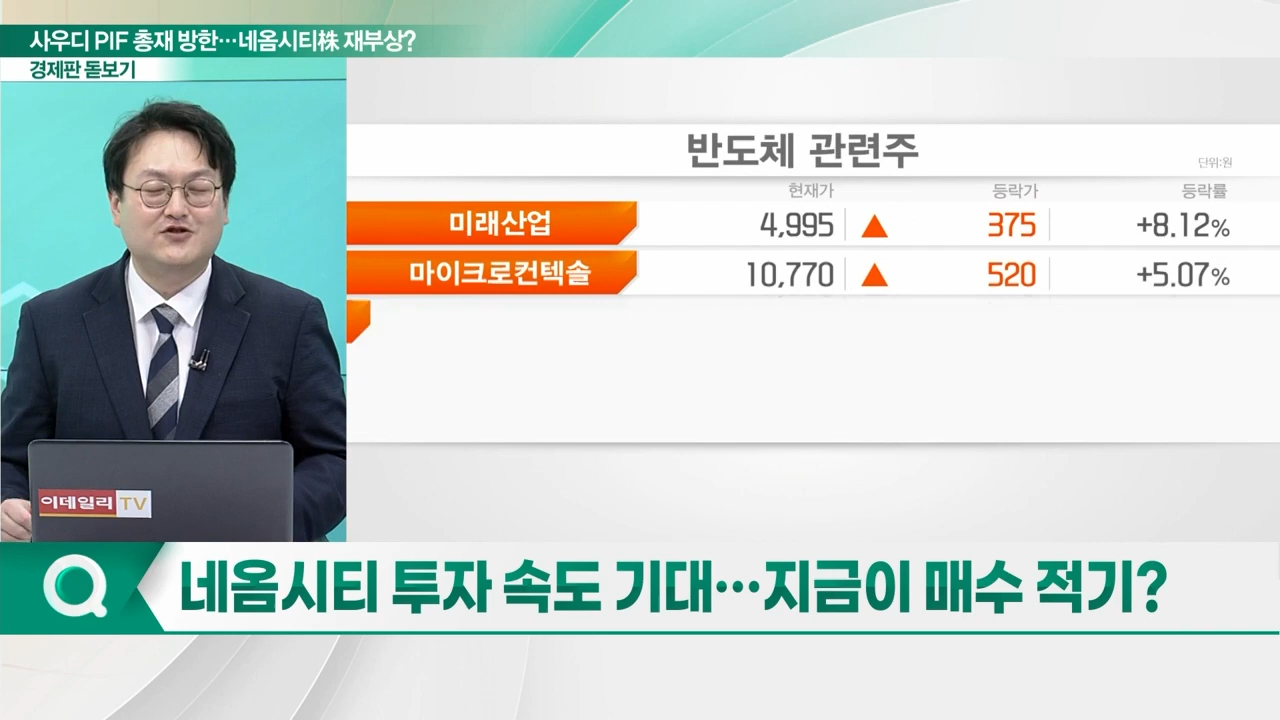 사우디 PIF 총재 방한…네옴시티株 재부상?
경제판 돋보기
반도체 관련주
단위:원
현재가 등락가 등락률
미래산업 4,995 ▲ 375 +8.12%
마이크로컨텍솔 10,770 ▲ 520 +5.07%
이데일리 TV
네옴시티 투자 속도 기대…지금이 매수 적기?